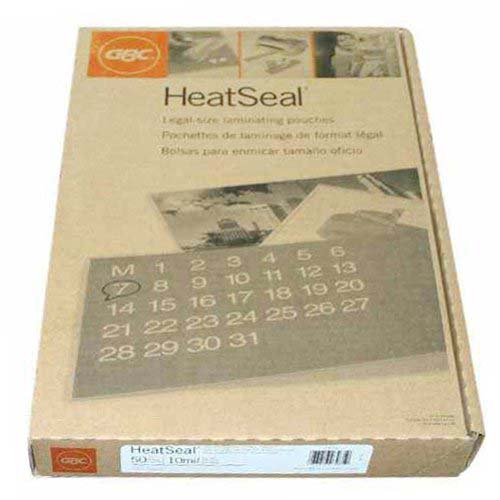 GBC
HeatSeal®
Legal-size laminating pouches
Pochettes de laminage de format légal
Bolsas para enmicar tamaño oficio
M 1 2 3 4 5 6
7 8 9 10 11 12 13
14 15 16 17 18 19 20
21 22 23 24 25 26 27
28 29 30 31
GBC
HeatSeal®
50 10mil